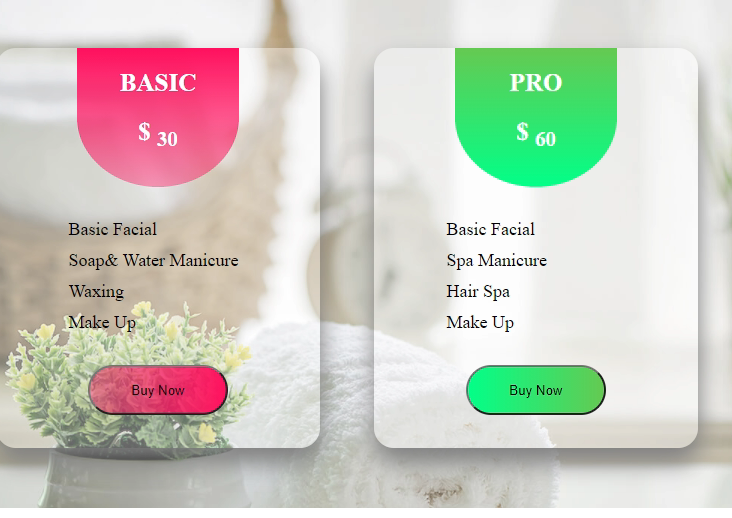 BASIC
$ 30
Basic Facial
Soap& Water Manicure
Waxing
Make Up
Buy Now
PRO
$ 60
Basic Facial
Spa Manicure
Hair Spa
Make Up
Buy Now